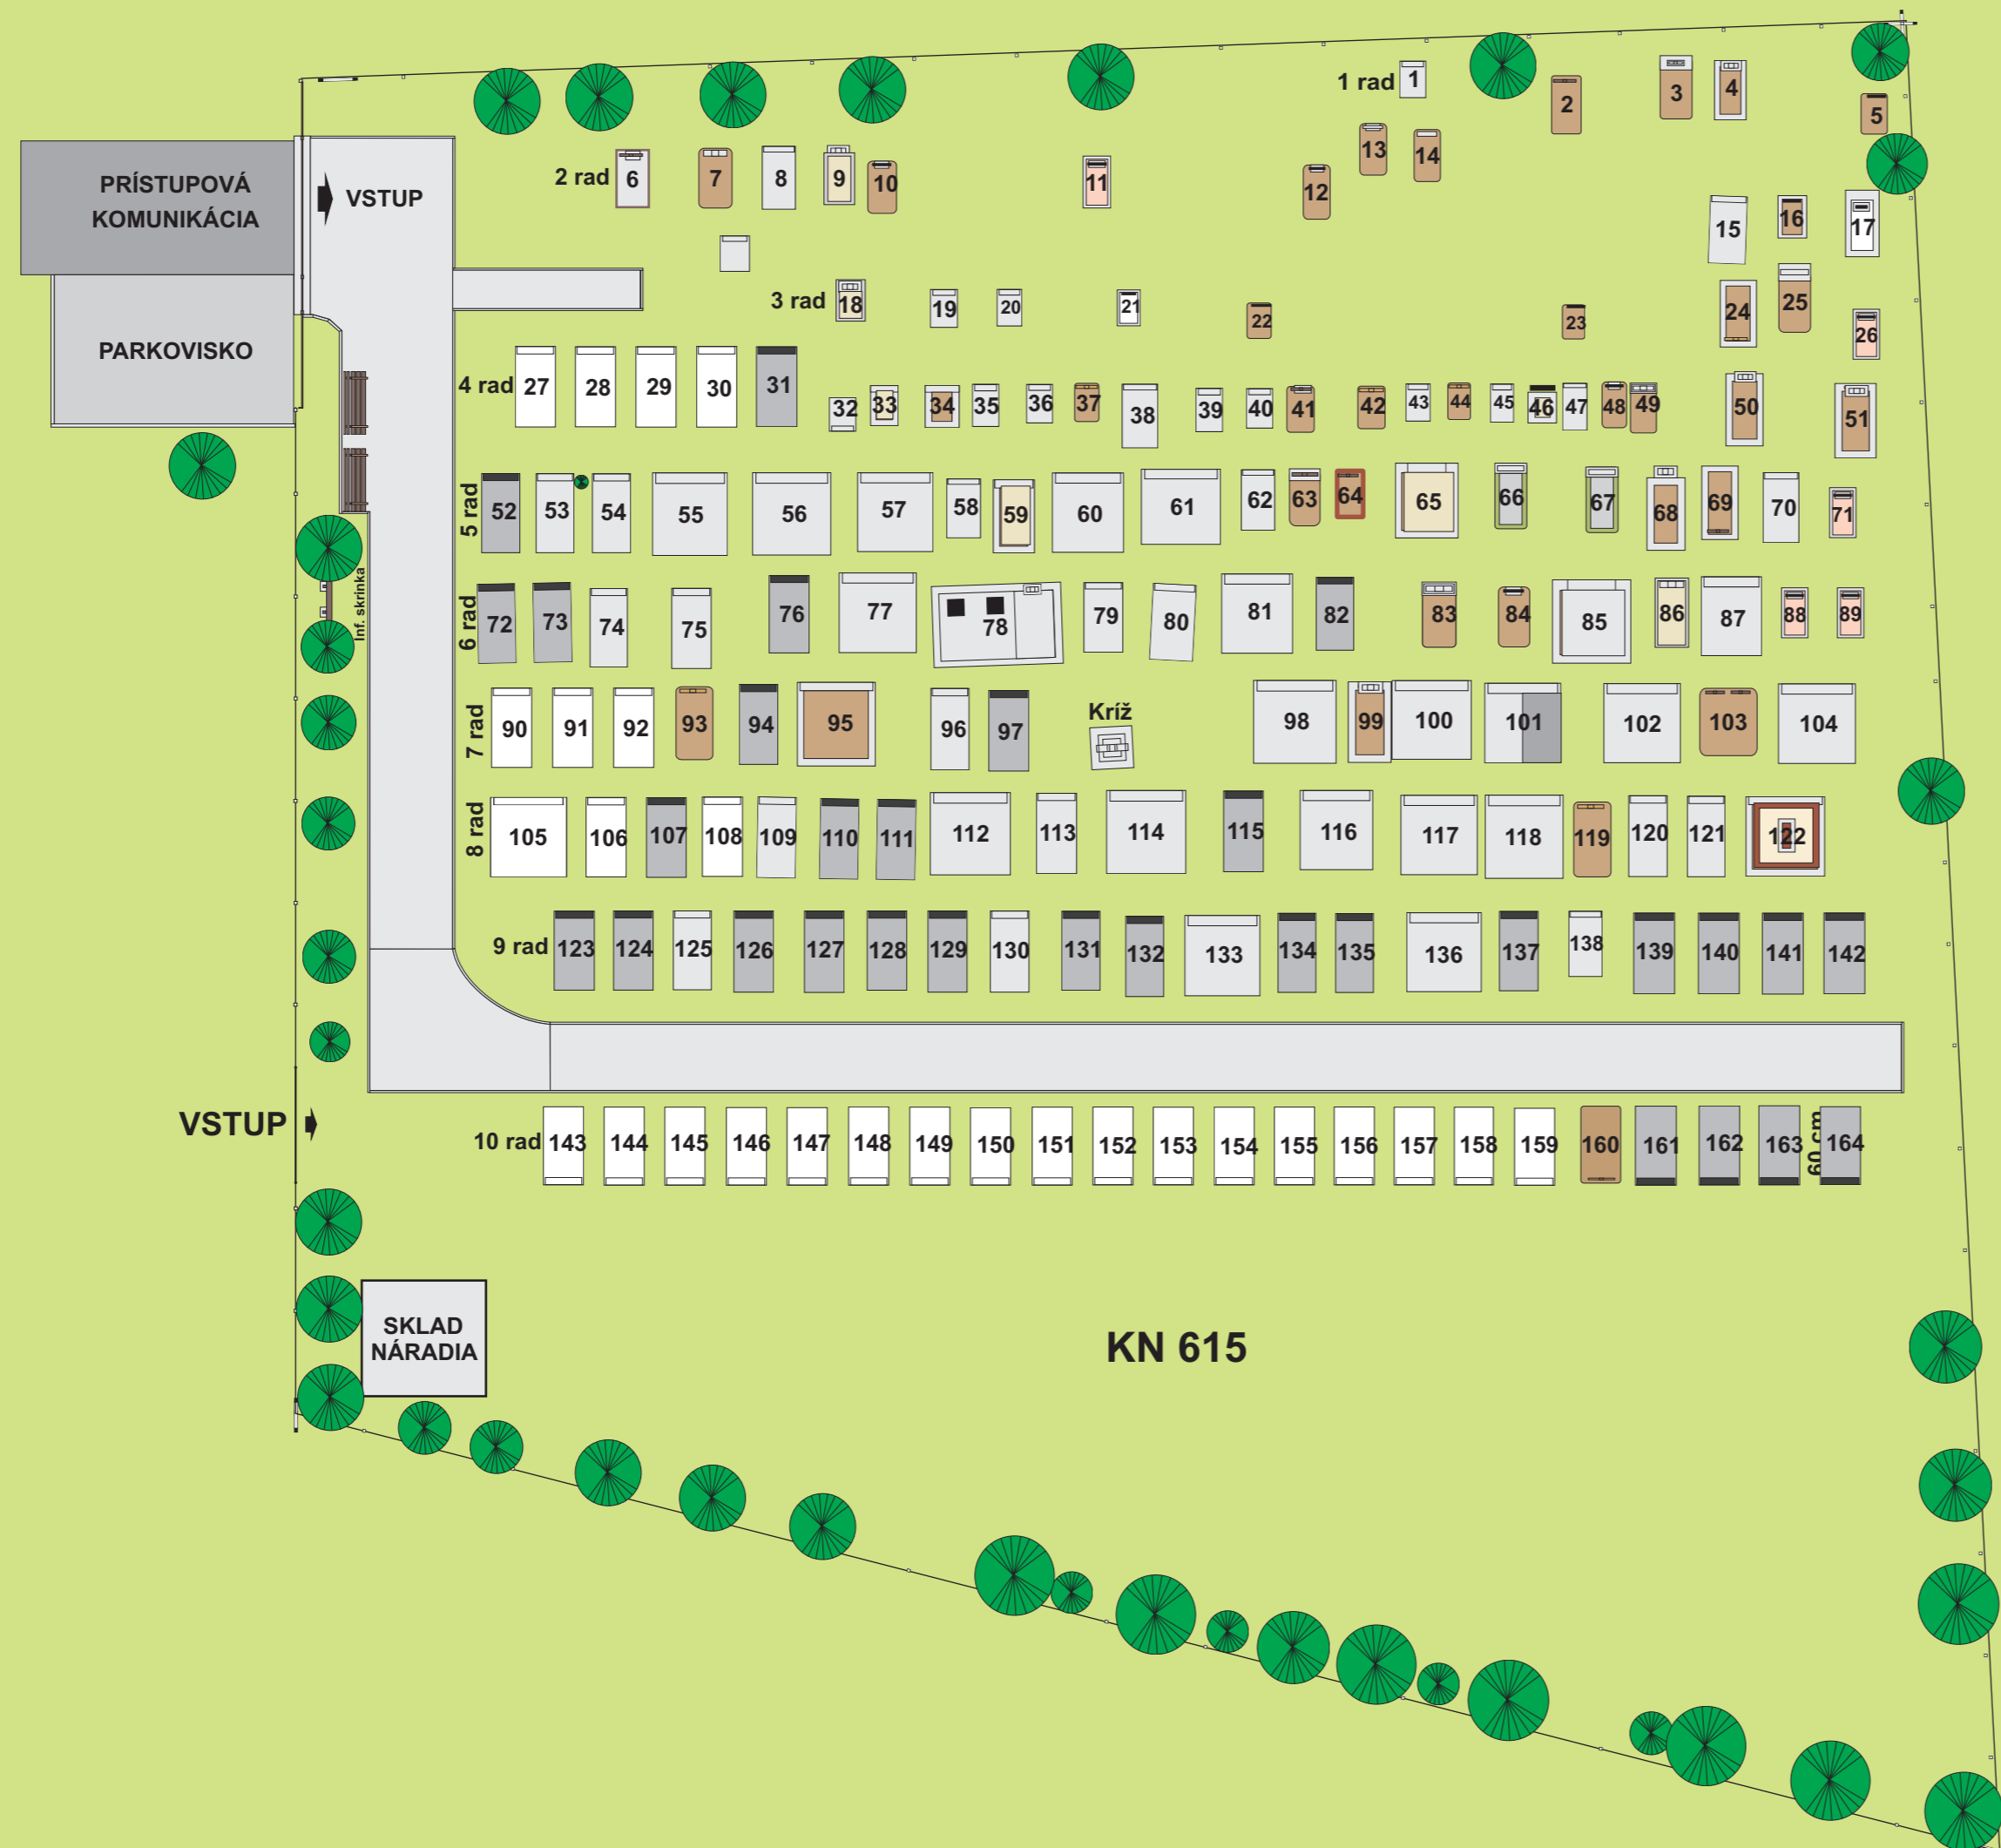 1 rad 1 2 3 4 5
13 14
PRÍSTUPOVÁ
KOMUNIKÁCIA
VSTUP
2 rad 6 7 8 9 10 11 12
15 16 17
3 rad 18 19 20 21 22 23 24 25 26
PARKOVISKO
4 rad 27 28 29 30 31 32 33 34 35 36 37 38 39 40 41 42 43 44 45 46 47 48 49 50 51
5 rad 52 53 54 55 56 57 58 59 60 61 62 63 64 65 66 67 68 69 70 71
Inf. skrinka
6 rad 72 73 74 75 76 77 78 79 80 81 82 83 84 85 86 87 88 89
Kríž
7 rad 90 91 92 93 94 95 96 97 98 99 100 101 102 103 104
8 rad 105 106 107 108 109 110 111 112 113 114 115 116 117 118 119 120 121 122
9 rad 123 124 125 126 127 128 129 130 131 132 133 134 135 136 137 138 139 140 141 142
VSTUP
10 rad 143 144 145 146 147 148 149 150 151 152 153 154 155 156 157 158 159 160 161 162 163 60 cm 164
SKLAD
NÁRADIA
KN 615